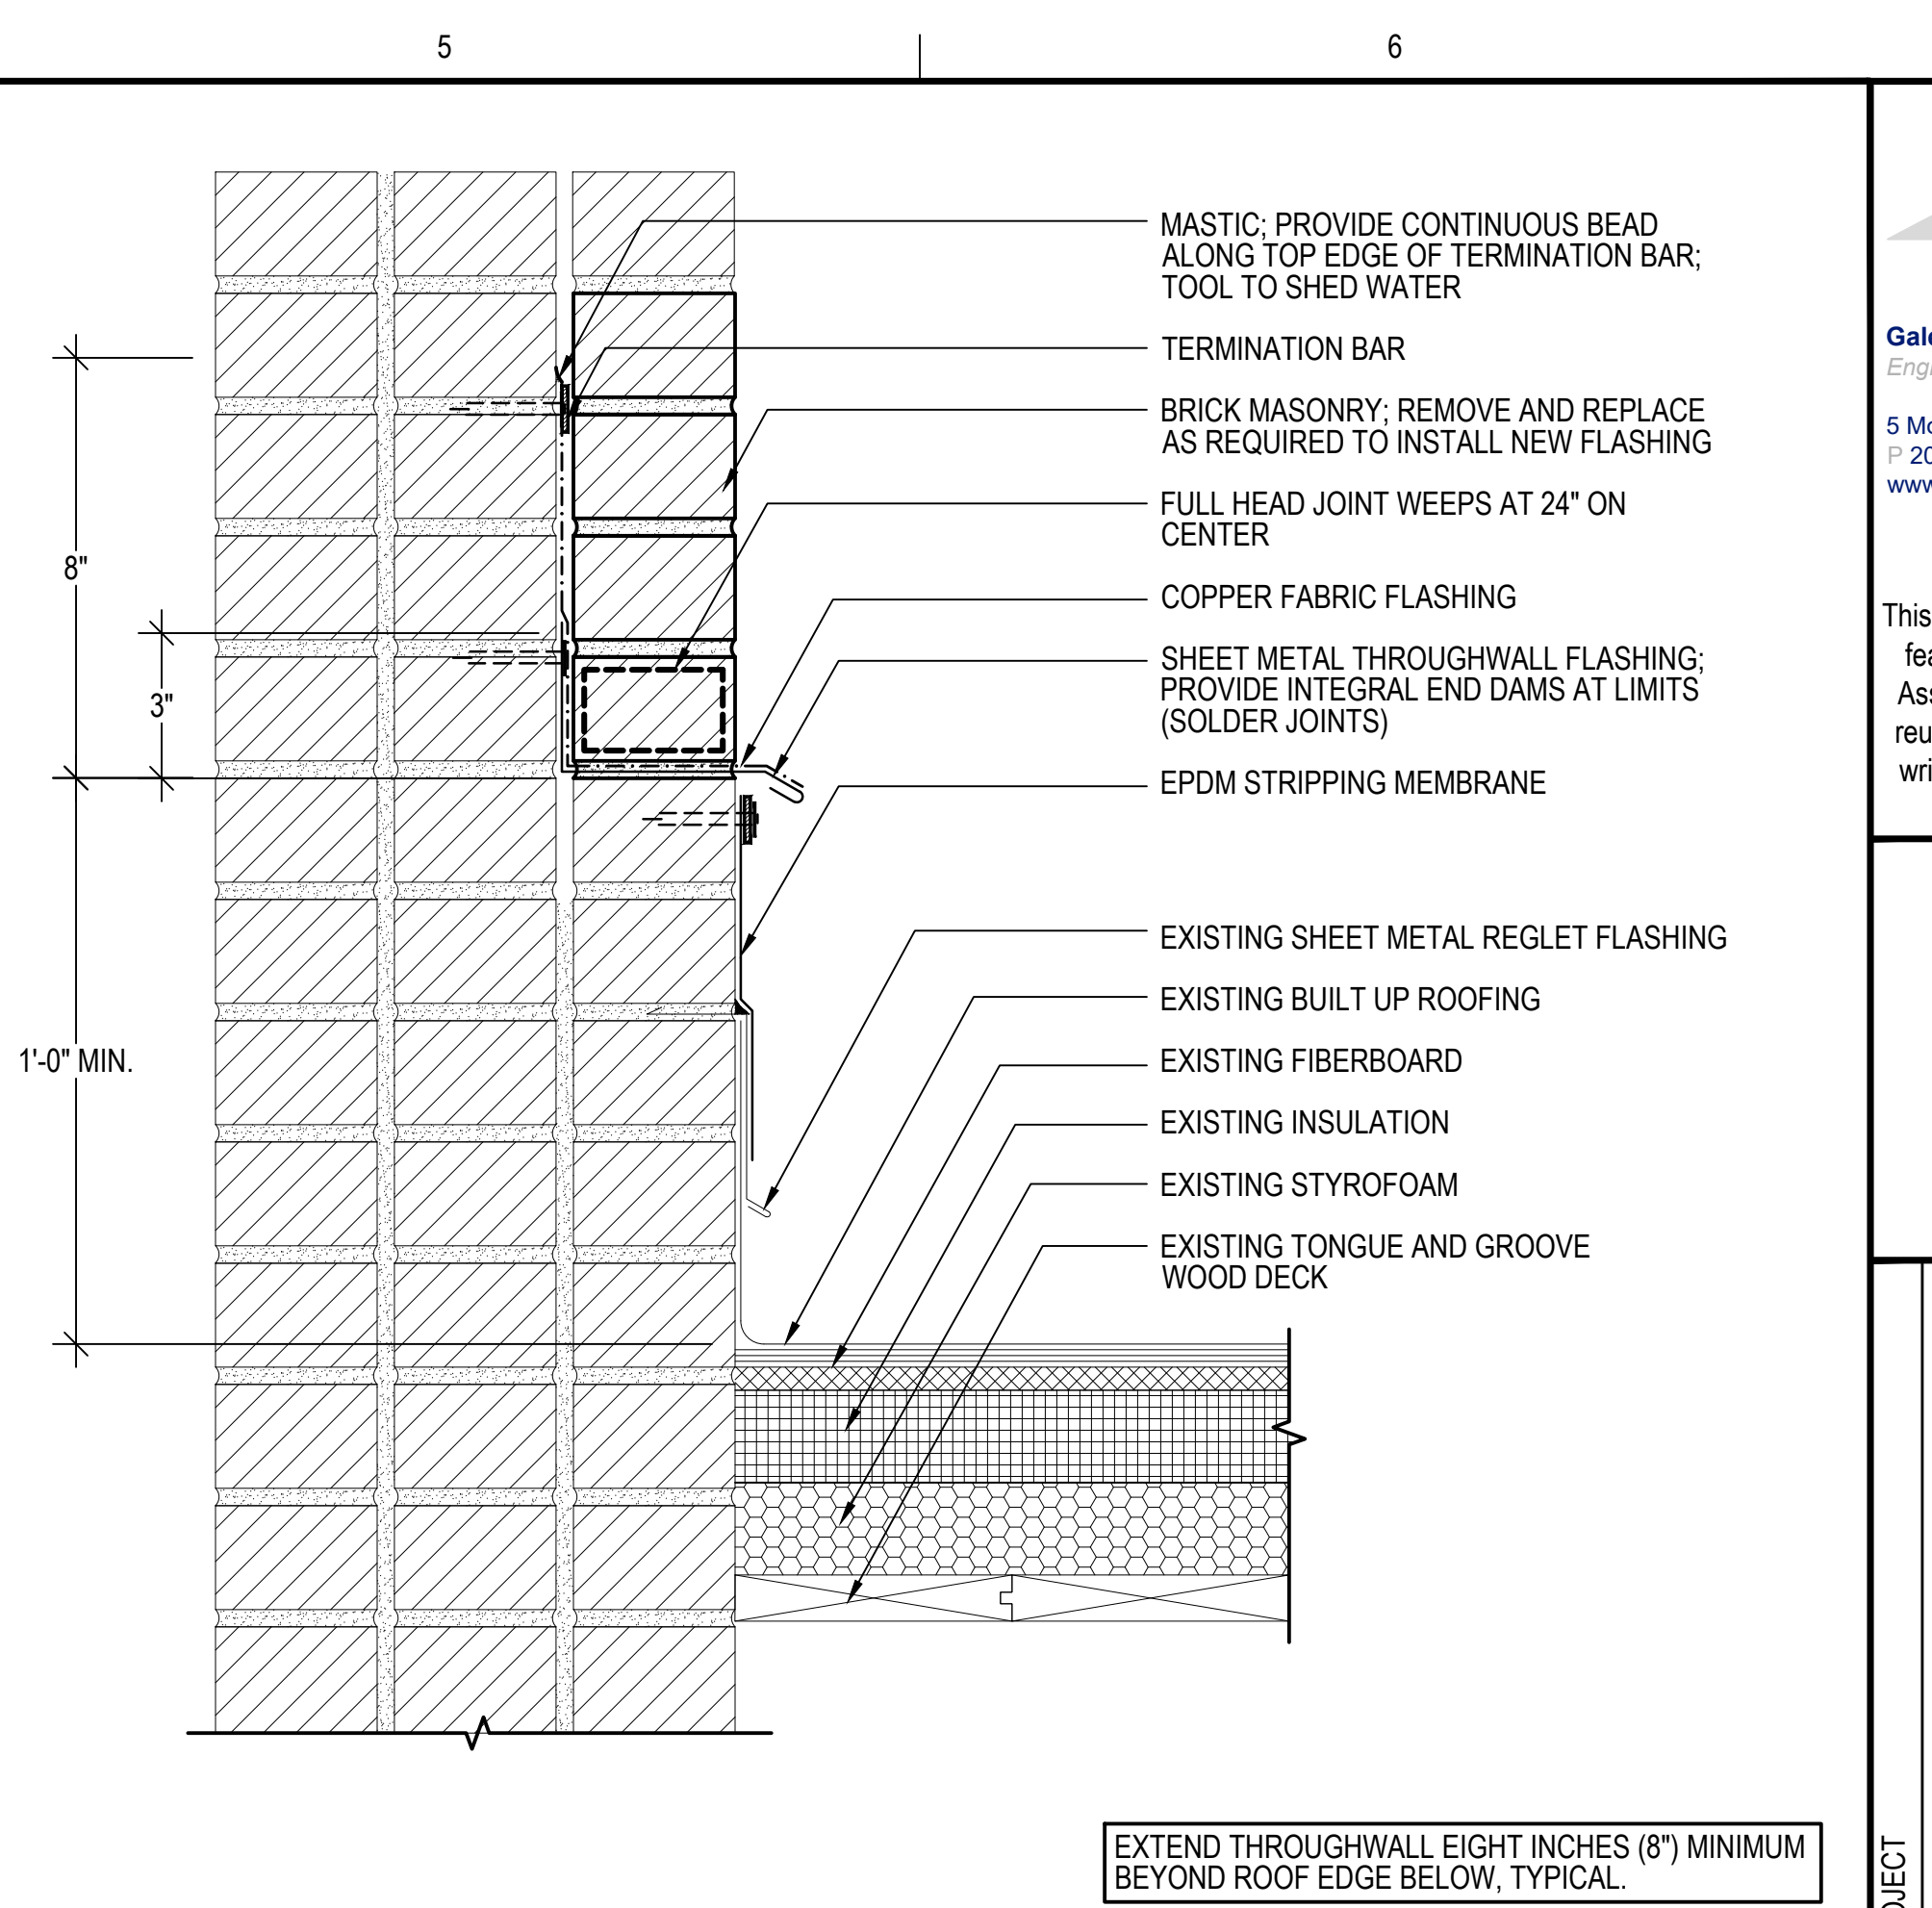 5
6
MASTIC; PROVIDE CONTINUOUS BEAD
ALONG TOP EDGE OF TERMINATION BAR;
TOOL TO SHED WATER
TERMINATION BAR
BRICK MASONRY; REMOVE AND REPLACE
AS REQUIRED TO INSTALL NEW FLASHING
FULL HEAD JOINT WEEPS AT 24" ON
CENTER
COPPER FABRIC FLASHING
SHEET METAL THROUGHWALL FLASHING;
PROVIDE INTEGRAL END DAMS AT LIMITS
(SOLDER JOINTS)
EPDM STRIPPING MEMBRANE
EXISTING SHEET METAL REGLET FLASHING
EXISTING BUILT UP ROOFING
EXISTING FIBERBOARD
EXISTING INSULATION
EXISTING STYROFOAM
EXISTING TONGUE AND GROOVE
WOOD DECK
8"
3"
1'-0" MIN.
EXTEND THROUGHWALL EIGHT INCHES (8") MINIMUM
BEYOND ROOF EDGE BELOW, TYPICAL.
5
P 20
www
This